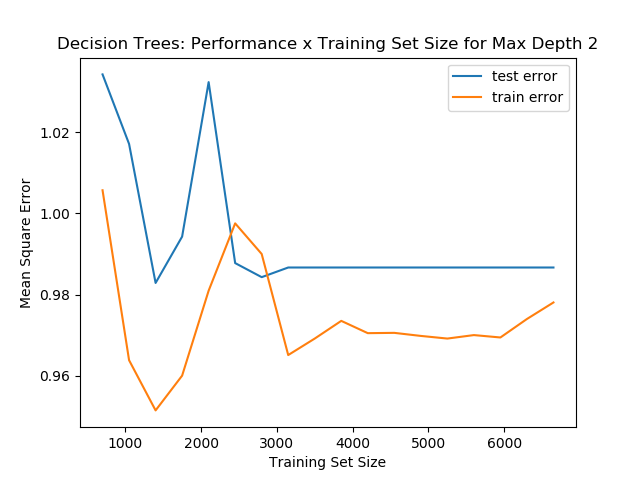 Decision Trees: Performance x Training Set Size for Max Depth 2
test error
train error
Mean Square Error
1.02
1.00
0.98
0.96
1000 2000 3000 4000 5000 6000
Training Set Size